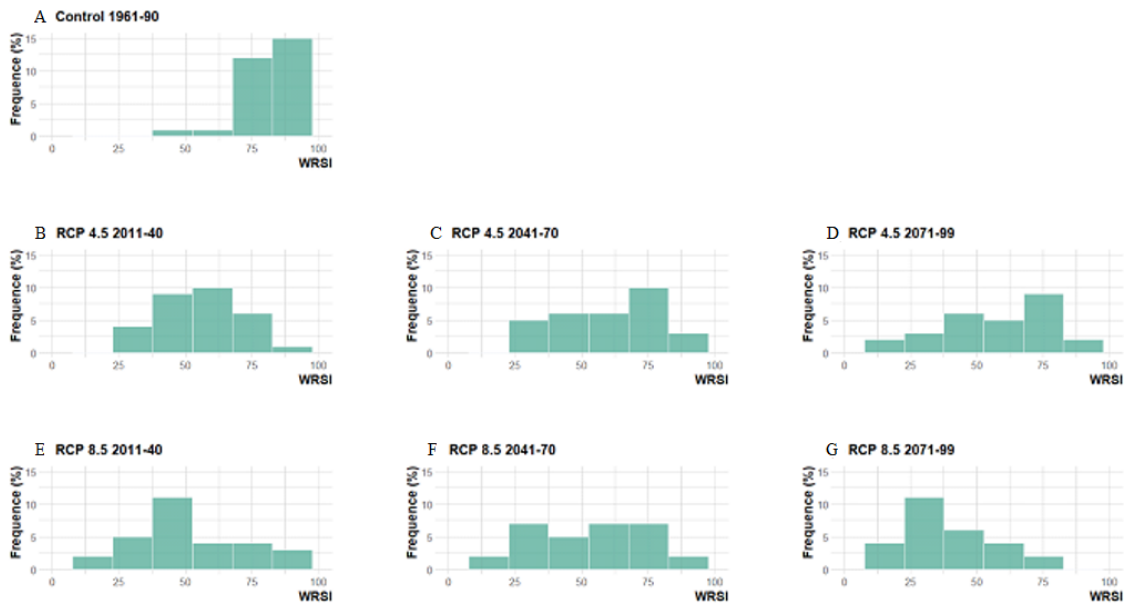 A Control 1961-90
Frequence (%)
15
10
5
0
0 25 50 75 100
WRSI
B RCP 4.5 2011-40
Frequence (%)
15
10
5
0
0 25 50 75 100
WRSI
C RCP 4.5 2041-70
Frequence (%)
15
10
5
0
0 25 50 75 100
WRSI
D RCP 4.5 2071-99
Frequence (%)
15
10
5
0
0 25 50 75 100
WRSI
E RCP 8.5 2011-40
Frequence (%)
15
10
5
0
0 25 50 75 100
WRSI
F RCP 8.5 2041-70
Frequence (%)
15
10
5
0
0 25 50 75 100
WRSI
G RCP 8.5 2071-99
Frequence (%)
15
10
5
0
0 25 50 75 100
WRSI